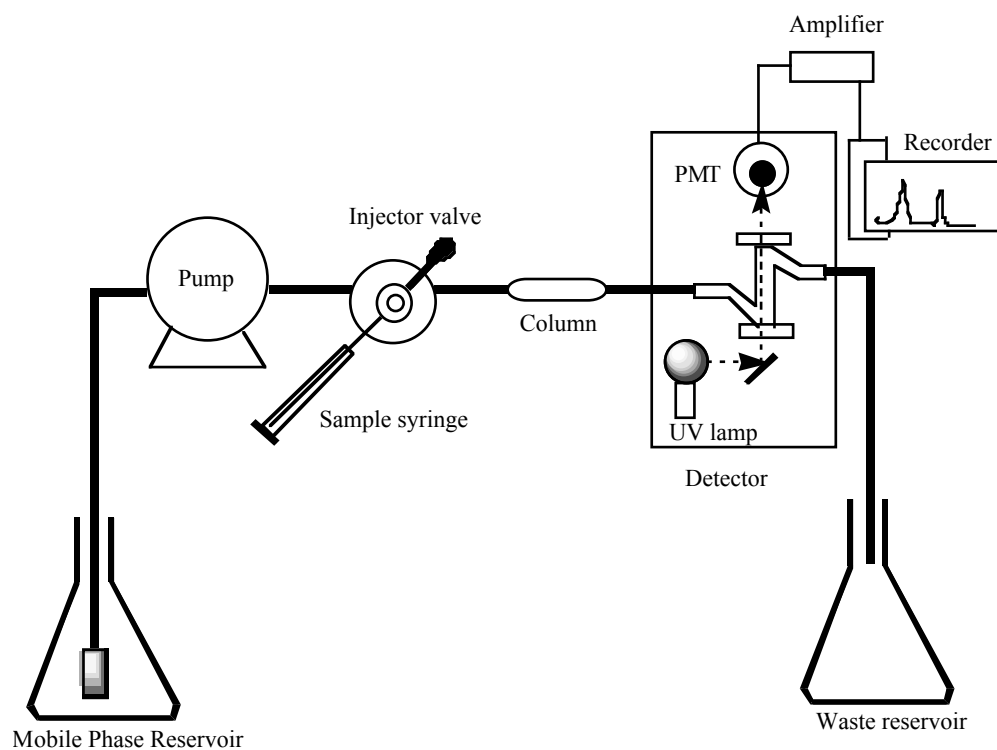 Amplifier
Recorder
PMT
Injector valve
Pump
Column
Sample syringe
UV lamp
Detector
Waste reservoir
Mobile Phase Reservoir